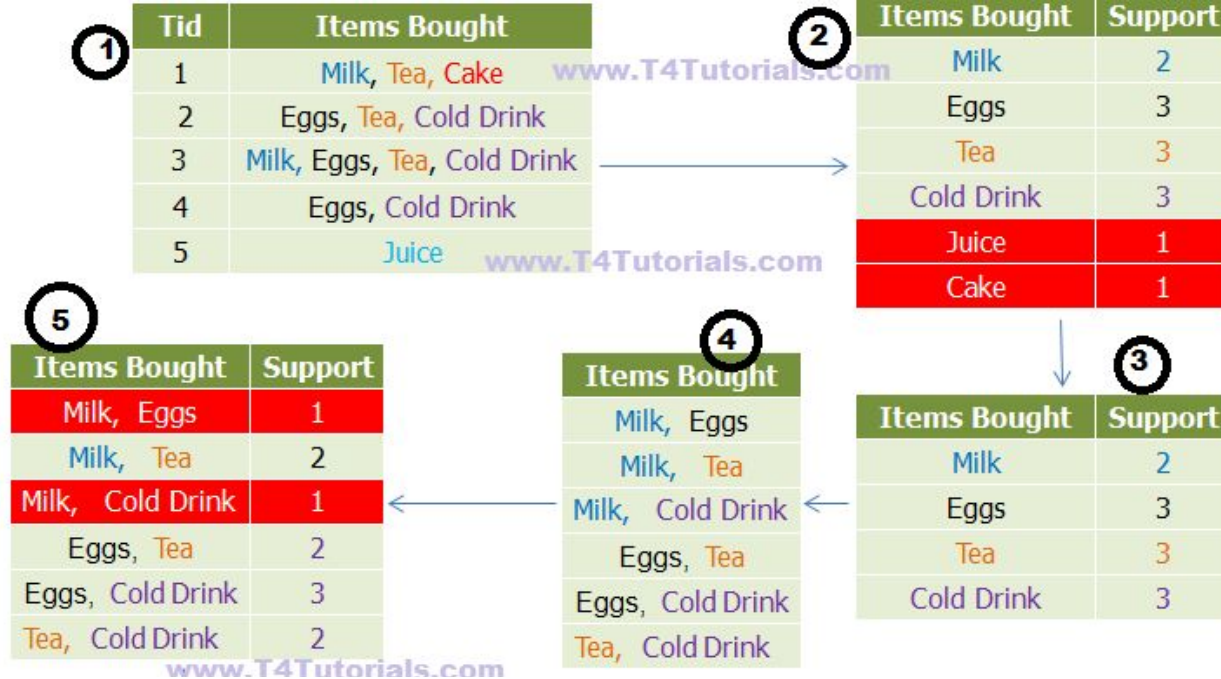 1
Tid Items Bought
1 Milk, Tea, Cake
2 Eggs, Tea, Cold Drink
3 Milk, Eggs, Tea, Cold Drink
4 Eggs, Cold Drink
5 Juice
www.T4Tutorials.com
www.T4Tutorials.com
2
Items Bought Support
Milk 2
Eggs 3
Tea 3
Cold Drink 3
Juice 1
Cake 1
3
Items Bought Support
Milk 2
Eggs 3
Tea 3
Cold Drink 3
4
Items Bought
Milk, Eggs
Milk, Tea
Milk, Cold Drink
Eggs, Tea
Eggs, Cold Drink
Tea, Cold Drink
5
Items Bought Support
Milk, Eggs 1
Milk, Tea 2
Milk, Cold Drink 1
Eggs, Tea 2
Eggs, Cold Drink 3
Tea, Cold Drink 2
www.T4Tutorials.com